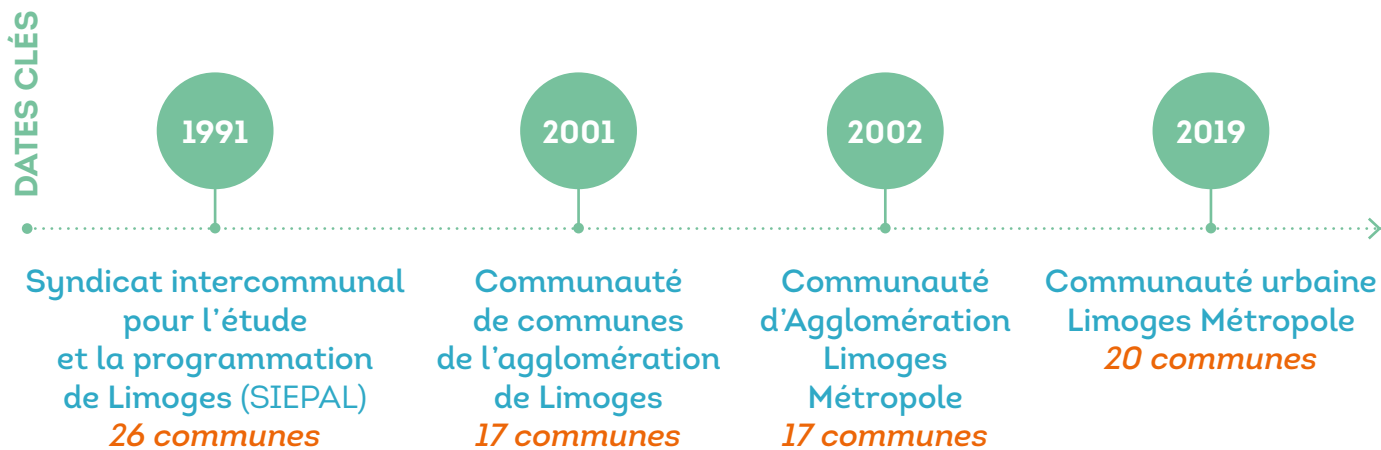 DATES CLÉS
1991
Syndicat intercommunal
pour l'étude
et la programmation
de Limoges (SIEPAL)
26 communes
2001
Communauté
de communes
de l'agglomération
de Limoges
17 communes
2002
Communauté
d'Agglomération
Limoges
Métropole
17 communes
2019
Communauté urbaine
Limoges Métropole
20 communes